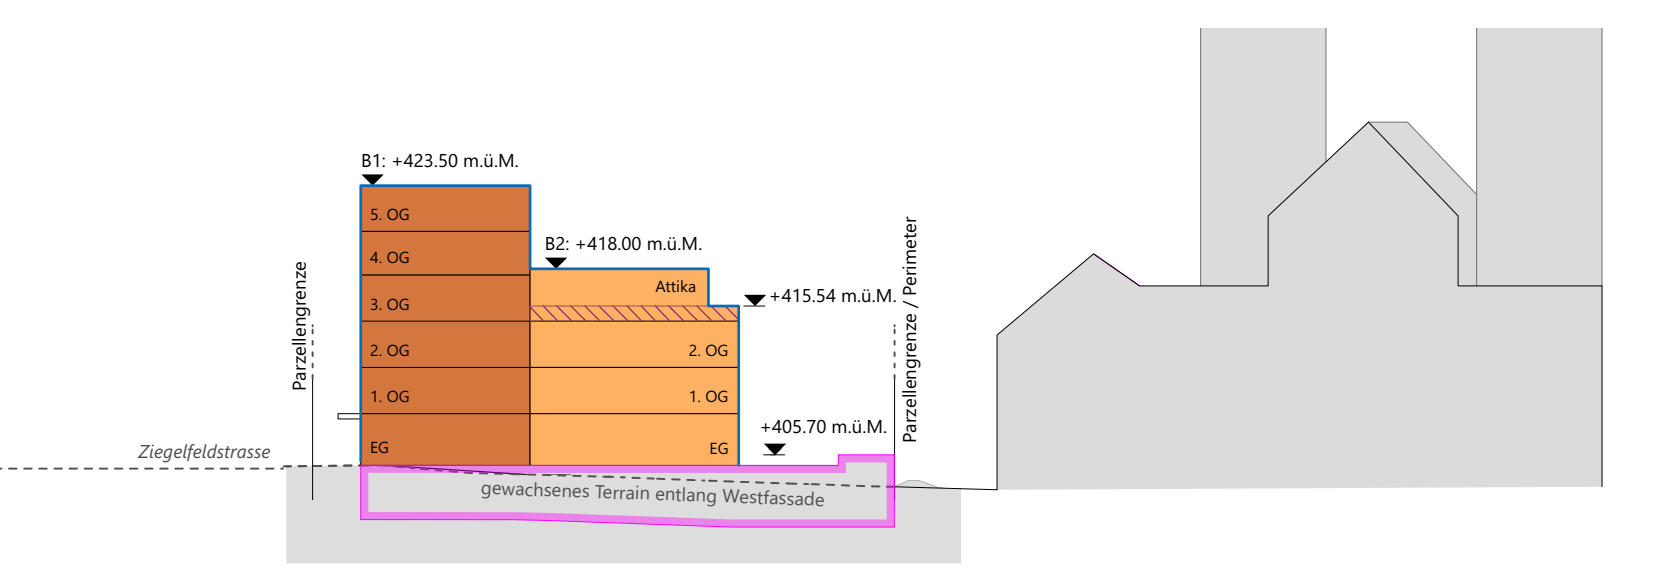 B1: +423.50 m.ü.M.
5. OG
4. OG
3. OG
2. OG
1. OG
EG
B2: +418.00 m.ü.M.
Attika
+415.54 m.ü.M.
2. OG
1. OG
EG
+405.70 m.ü.M.
Parzellengrenze
Parzellengrenze / Perimeter
Ziegelfeldstrasse
gewachsenes Terrain entlang Westfassade